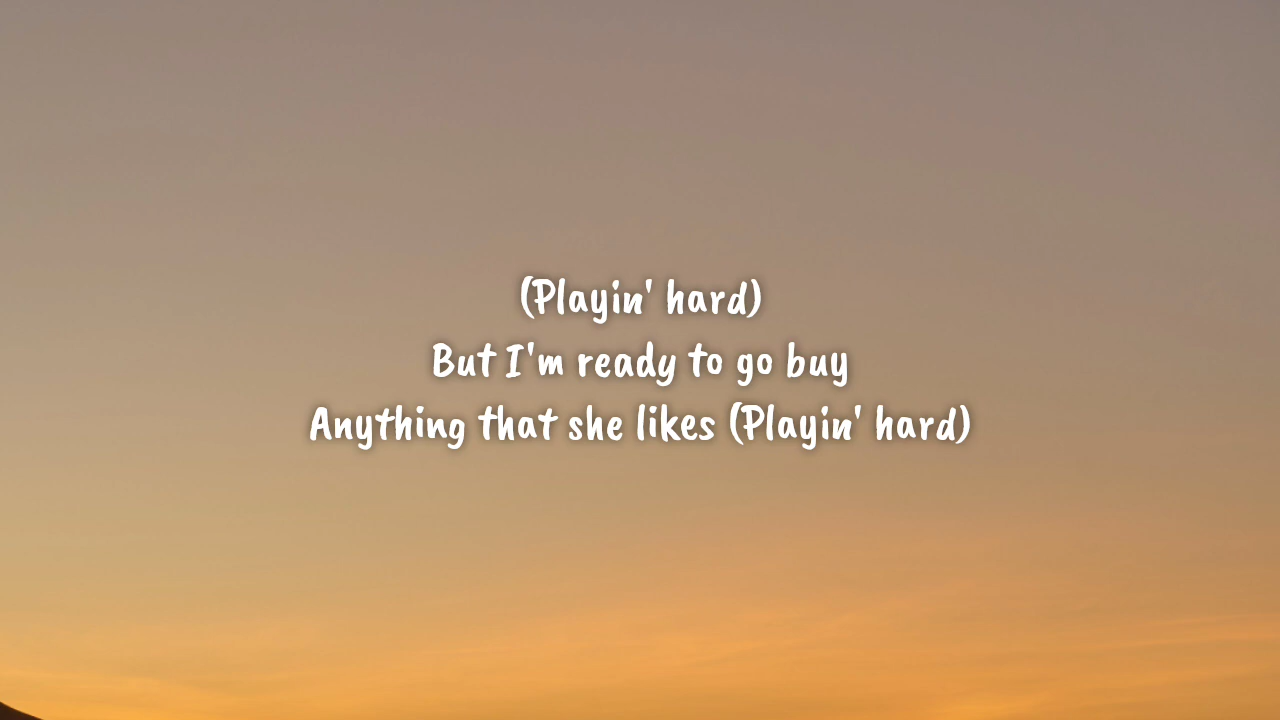 (Playin' hard)
But I'm ready to go buy
Anything that she likes (Playin' hard)